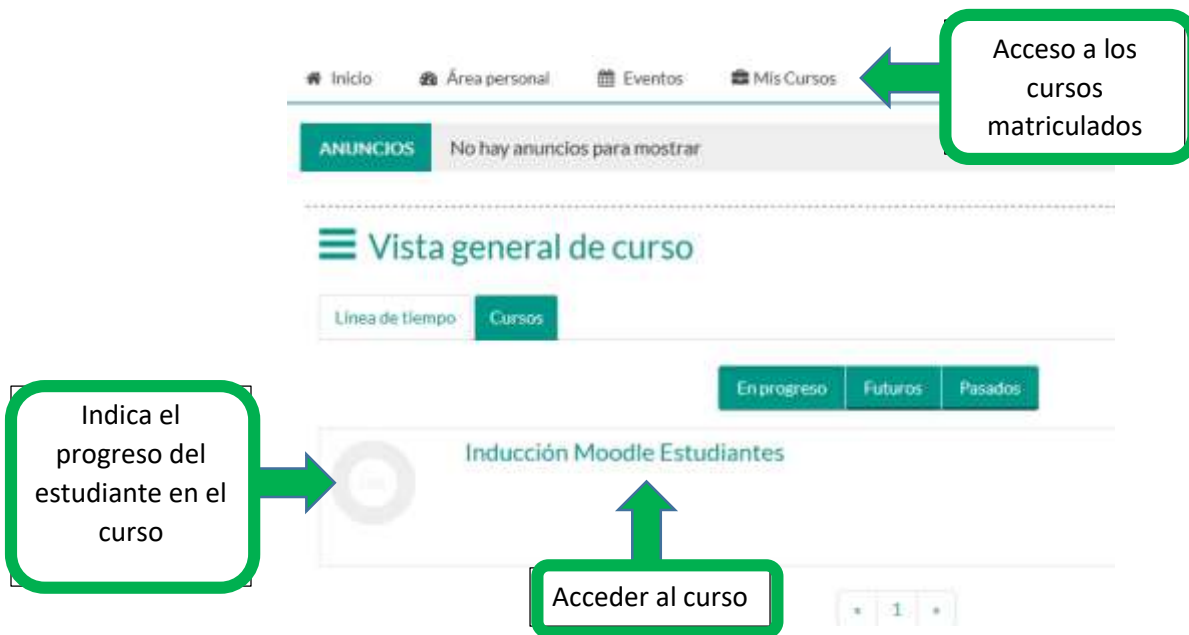 Acceso a los
cursos
matriculados
Inicio Área personal Eventos Mis Cursos
ANUNCIOS No hay anuncios para mostrar
Vista general de curso
Línea de tiempo Cursos
En progreso Futuros Pasados
Indica el
progreso del
estudiante en el
curso
Inducción Moodle Estudiantes
Acceder al curso
« 1 »